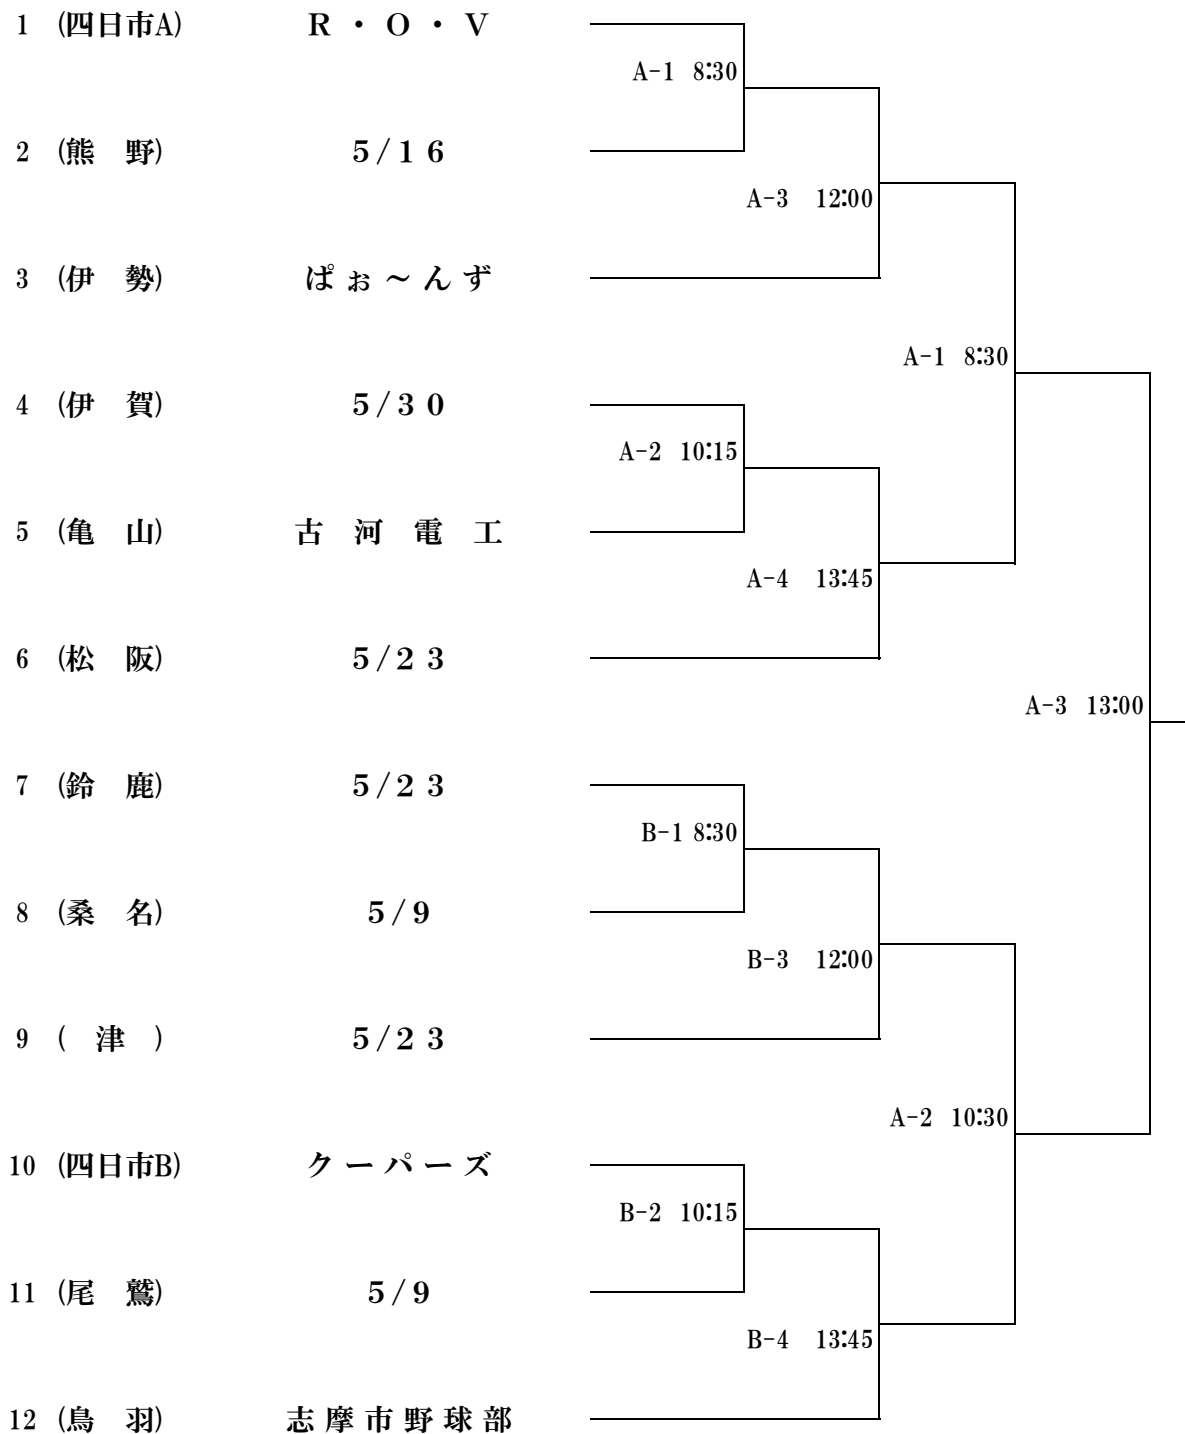 1 (四日市A) R・O・V
A-1 8:30
2 (熊 野) 5/16
A-3 12:00
3 (伊 勢) ぱぉ～んず
A-1 8:30
4 (伊 賀) 5/30
A-2 10:15
5 (亀 山) 古河電工
A-4 13:45
6 (松 阪) 5/23
A-3 13:00
7 (鈴 鹿) 5/23
B-1 8:30
8 (桑 名) 5/9
B-3 12:00
9 ( 津 ) 5/23
A-2 10:30
10 (四日市B) クーパーズ
B-2 10:15
11 (尾 鷲) 5/9
B-4 13:45
12 (鳥 羽) 志摩市野球部